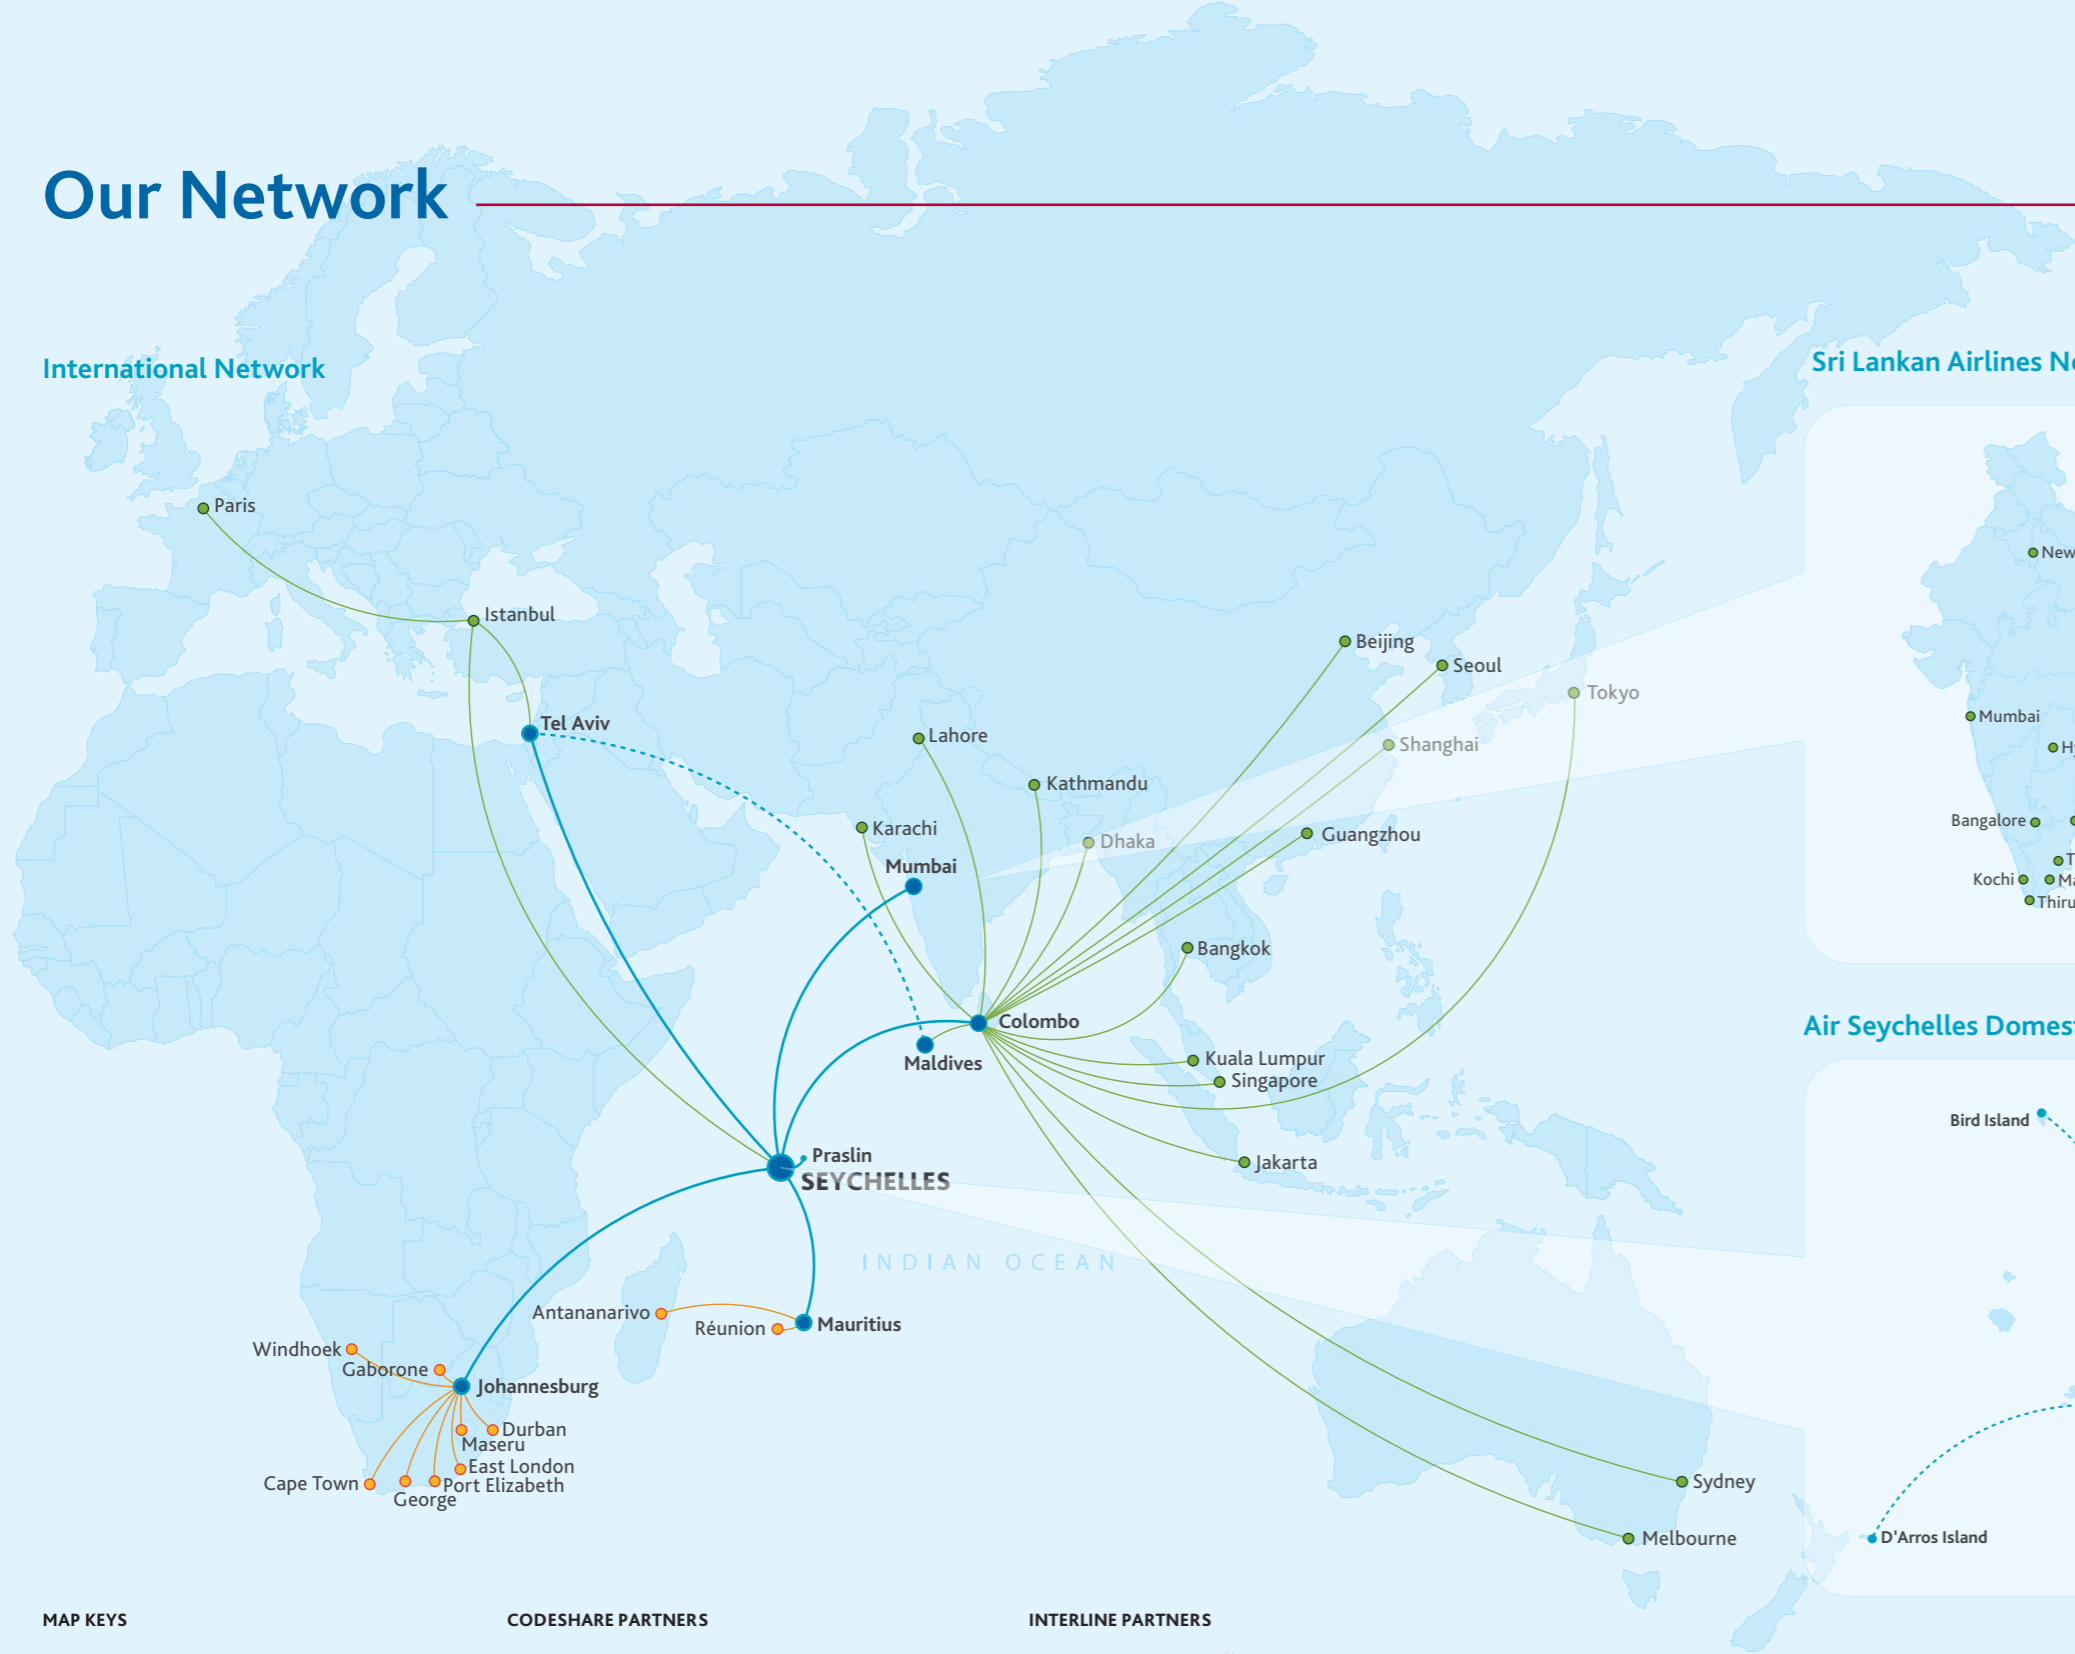 Our Network
International Network
Sri Lankan Airlines
Paris
Istanbul
Tel Aviv
Beijing
Seoul
Tokyo
Shanghai
Lahore
Kathmandu
Karachi
Dhaka
Guangzhou
Mumbai
Bangkok
Colombo
Maldives
Kuala Lumpur
Singapore
Jakarta
Praslin
SEYCHELLES
INDIAN OCEAN
Antananarivo
Réunion
Mauritius
Windhoek
Gaborone
Johannesburg
Durban
Maseru
East London
Cape Town
Port Elizabeth
George
Sydney
Melbourne
New
Mumbai
Bangalore
Kochi
Air Seychelles
Bird Island
D'Arros Island
MAP KEYS
CODESHARE PARTNERS
INTERLINE PARTNERS